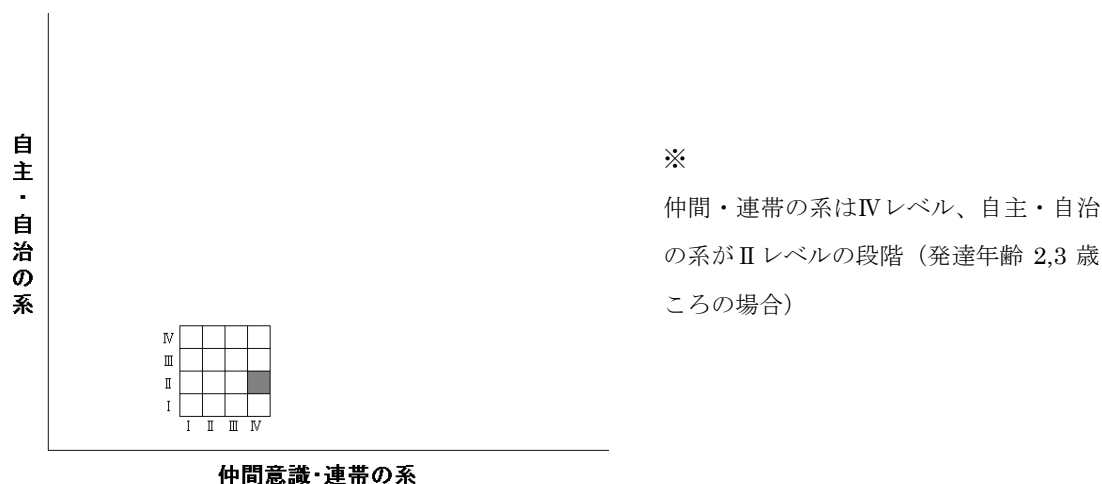 自主・自治の系
Ⅳ
Ⅲ
Ⅱ
Ⅰ
Ⅰ Ⅱ Ⅲ Ⅳ
仲間意識・連帯の系
※
仲間・連帯の系はⅣレベル、自主・自治
の系がⅡレベルの段階（発達年齢 2,3 歳
ころの場合）